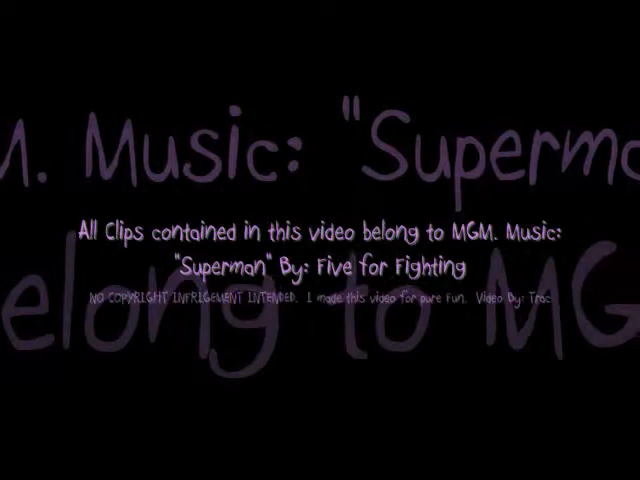 M. Music: "Superma
All Clips contained in this video belong to MGM. Music:
"Superman" By: Five for Fighting
NO COPYRIGHT INFRIGEMENT INTENDED. I made this video for pure Fun. Video By: Traci
elong to MG